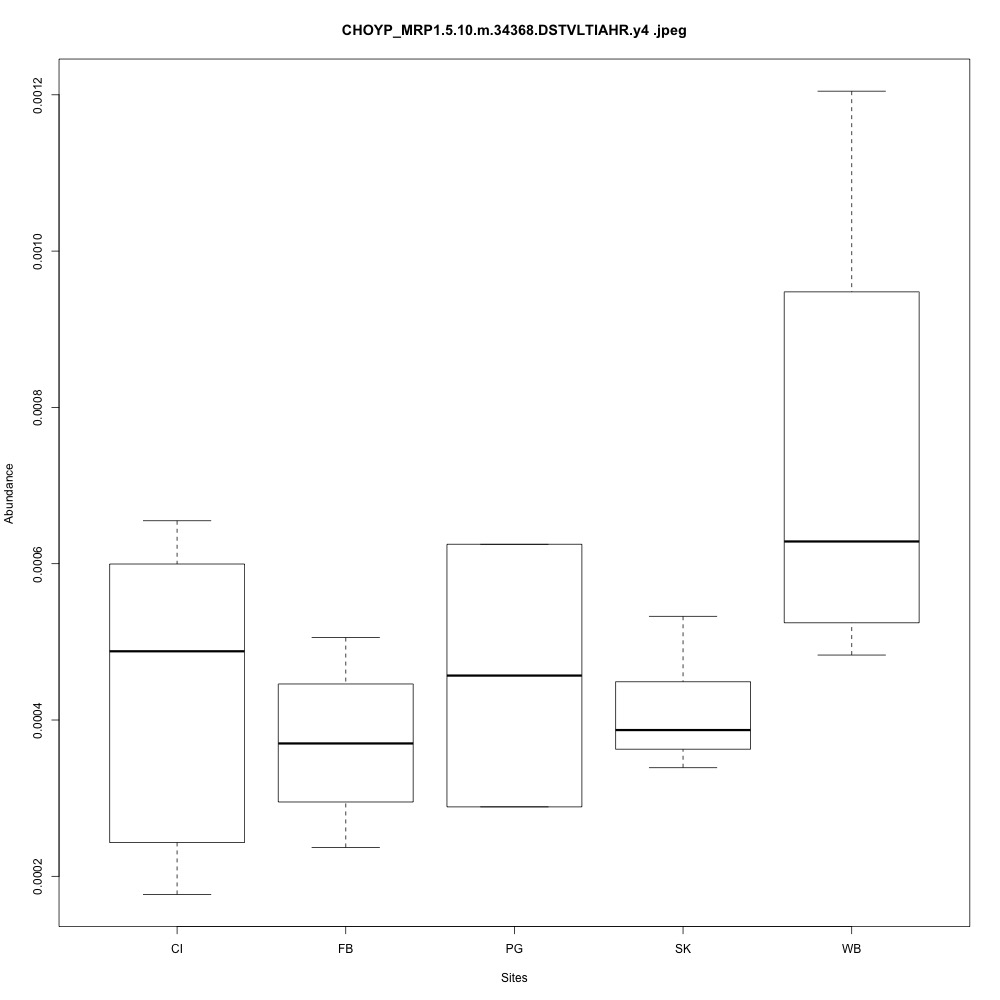 CHOYP_MRP1.5.10.m.34368.DSTVLTIAHR.y4 .jpeg
0.0012
0.0010
0.0008
0.0006
0.0004
0.0002
Abundance
CI FB PG SK WB
Sites